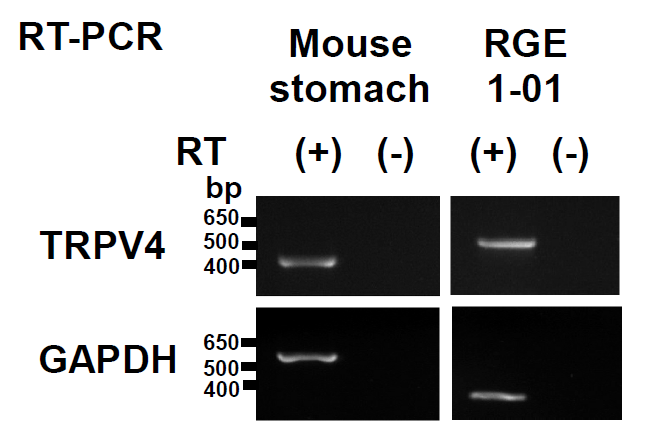 RT-PCR
Mouse stomach
RGE 1-01
RT (+) (-) (+) (-)
bp
650
500
400
TRPV4
650
500
400
GAPDH